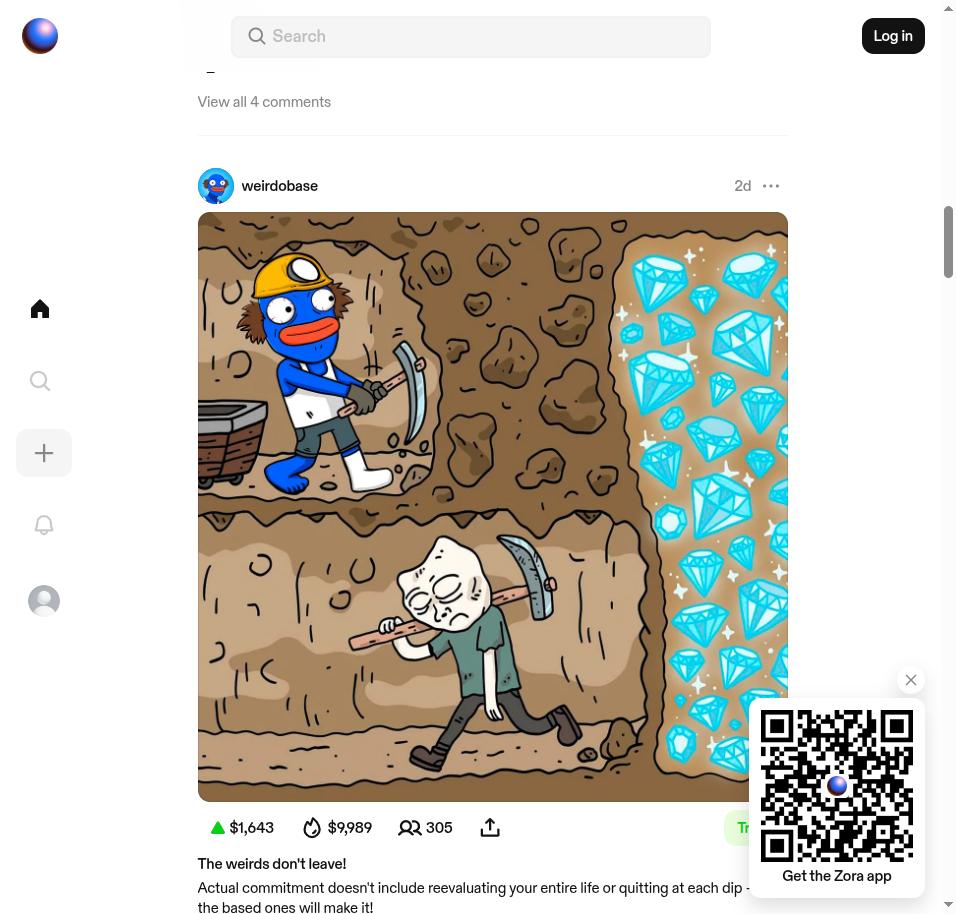 Search
Log in
View all 4 comments
weirdobase
2d
$1,643
$9,989
305
The weirds don't leave!
Actual commitment doesn't include reevaluating your entire life or quitting at each dip -
the based ones will make it!
Get the Zora app